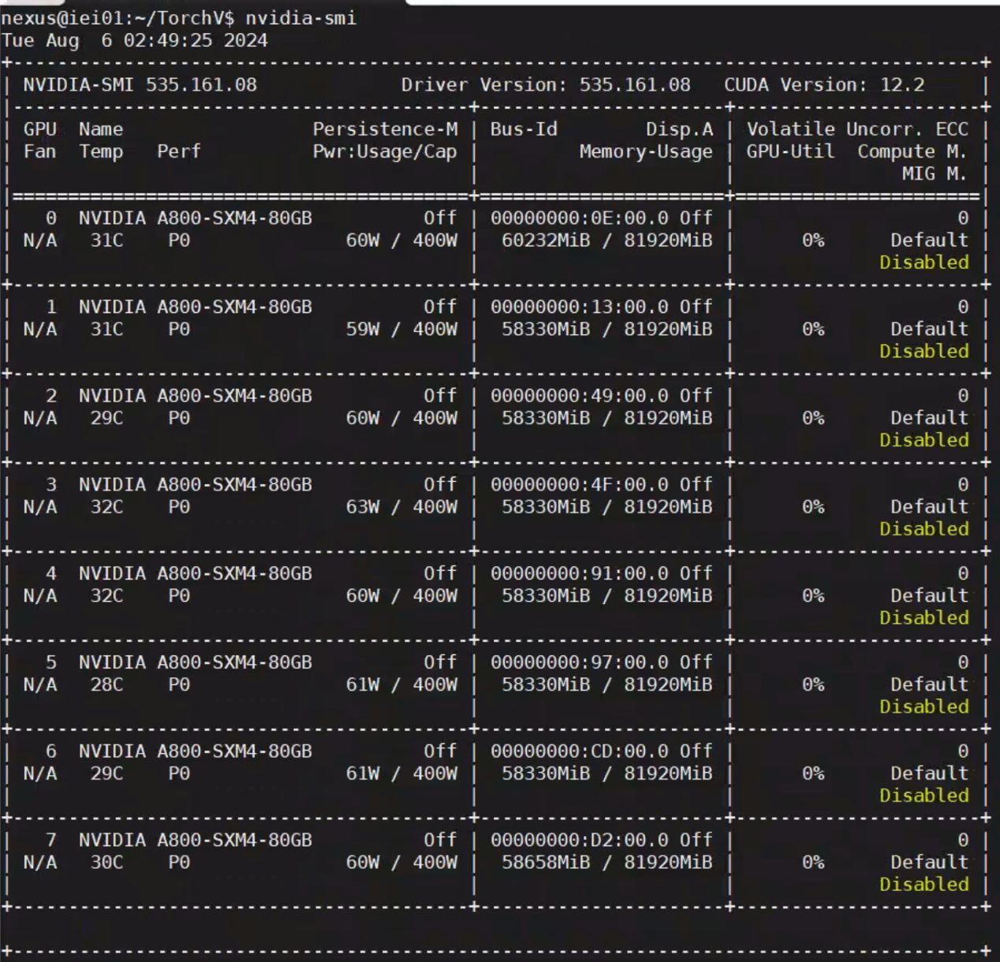 nexus@iei01:~/TorchV$ nvidia-smi
Tue Aug  6 02:49:25 2024
+---------------------------------------------------------------------------------------+
| NVIDIA-SMI 535.161.08             Driver Version: 535.161.08   CUDA Version: 12.2     |
|-----------------------------------------+----------------------+----------------------+
| GPU  Name                 Persistence-M | Bus-Id        Disp.A | Volatile Uncorr. ECC |
| Fan  Temp   Perf          Pwr:Usage/Cap |         Memory-Usage | GPU-Util  Compute M. |
|                                         |                      |               MIG M. |
|=========================================+======================+======================|
|   0  NVIDIA A800-SXM4-80GB          Off | 00000000:0E:00.0 Off |                    0 |
| N/A   31C    P0              60W / 400W |  60232MiB / 81920MiB |      0%      Default |
|                                         |                      |             Disabled |
+-----------------------------------------+----------------------+----------------------+
|   1  NVIDIA A800-SXM4-80GB          Off | 00000000:13:00.0 Off |                    0 |
| N/A   31C    P0              59W / 400W |  58330MiB / 81920MiB |      0%      Default |
|                                         |                      |             Disabled |
+-----------------------------------------+----------------------+----------------------+
|   2  NVIDIA A800-SXM4-80GB          Off | 00000000:49:00.0 Off |                    0 |
| N/A   29C    P0              60W / 400W |  58330MiB / 81920MiB |      0%      Default |
|                                         |                      |             Disabled |
+-----------------------------------------+----------------------+----------------------+
|   3  NVIDIA A800-SXM4-80GB          Off | 00000000:4F:00.0 Off |                    0 |
| N/A   32C    P0              63W / 400W |  58330MiB / 81920MiB |      0%      Default |
|                                         |                      |             Disabled |
+-----------------------------------------+----------------------+----------------------+
|   4  NVIDIA A800-SXM4-80GB          Off | 00000000:91:00.0 Off |                    0 |
| N/A   32C    P0              60W / 400W |  58330MiB / 81920MiB |      0%      Default |
|                                         |                      |             Disabled |
+-----------------------------------------+----------------------+----------------------+
|   5  NVIDIA A800-SXM4-80GB          Off | 00000000:97:00.0 Off |                    0 |
| N/A   28C    P0              61W / 400W |  58330MiB / 81920MiB |      0%      Default |
|                                         |                      |             Disabled |
+-----------------------------------------+----------------------+----------------------+
|   6  NVIDIA A800-SXM4-80GB          Off | 00000000:CD:00.0 Off |                    0 |
| N/A   29C    P0              61W / 400W |  58330MiB / 81920MiB |      0%      Default |
|                                         |                      |             Disabled |
+-----------------------------------------+----------------------+----------------------+
|   7  NVIDIA A800-SXM4-80GB          Off | 00000000:D2:00.0 Off |                    0 |
| N/A   30C    P0              60W / 400W |  58658MiB / 81920MiB |      0%      Default |
|                                         |                      |             Disabled |
+-----------------------------------------+----------------------+----------------------+

+---------------------------------------------------------------------------------------+